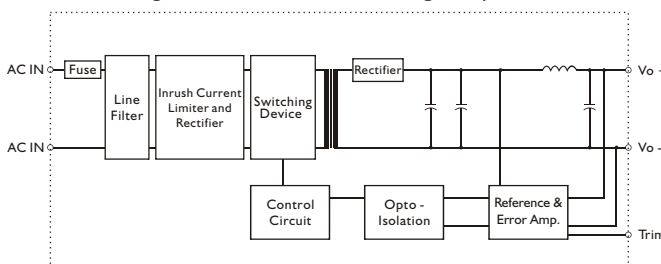 AC IN
Fuse
Line
Filter
Inrush Current
Limiter and
Rectifier
Switching
Device
Rectifier
Vo
AC IN
Vo -
Control
Circuit
Opto -
Isolation
Reference &
Error Amp.
Trim